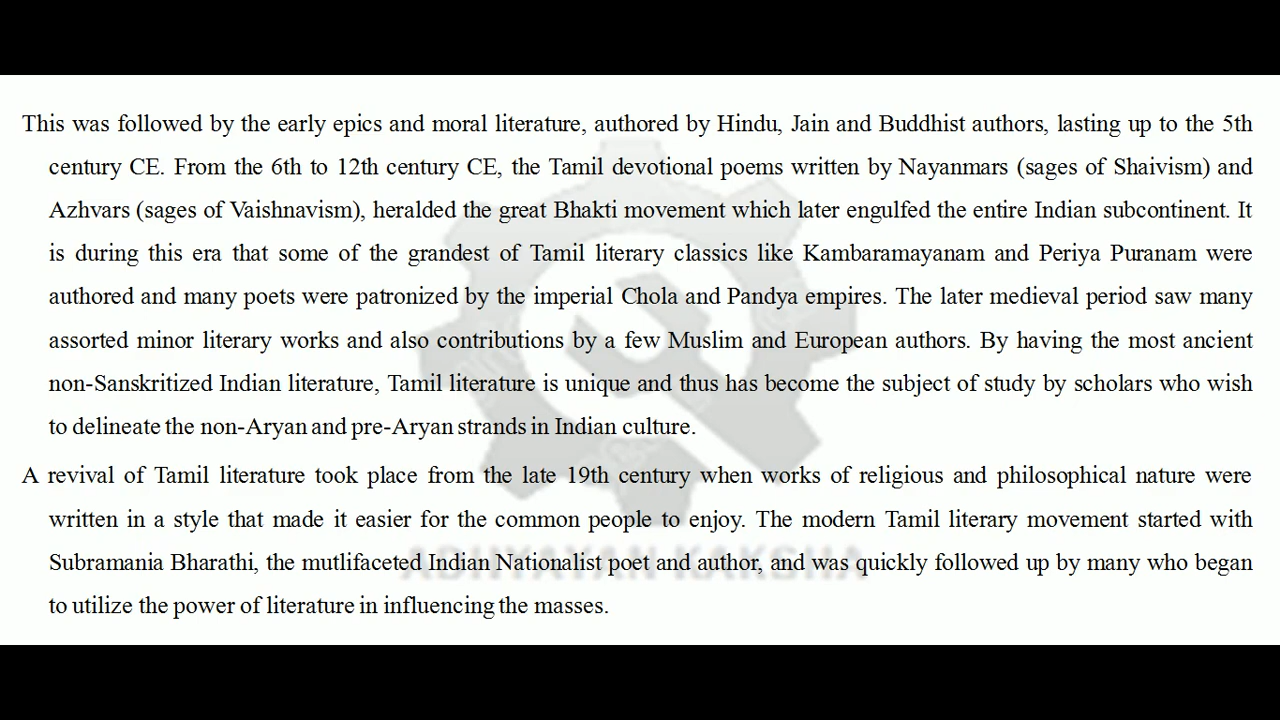 This was followed by the early epics and moral literature, authored by Hindu, Jain and Buddhist authors, lasting up to the 5th
century CE. From the 6th to 12th century CE, the Tamil devotional poems written by Nayanmars (sages of Shaivism) and
Azhvars (sages of Vaishnavism), heralded the great Bhakti movement which later engulfed the entire Indian subcontinent. It
is during this era that some of the grandest of Tamil literary classics like Kambaramayanam and Periya Puranam were
authored and many poets were patronized by the imperial Chola and Pandya empires. The later medieval period saw many
assorted minor literary works and also contributions by a few Muslim and European authors. By having the most ancient
non-Sanskritized Indian literature, Tamil literature is unique and thus has become the subject of study by scholars who wish
to delineate the non-Aryan and pre-Aryan strands in Indian culture.
A revival of Tamil literature took place from the late 19th century when works of religious and philosophical nature were
written in a style that made it easier for the common people to enjoy. The modern Tamil literary movement started with
Subramania Bharathi, the mutlifaceted Indian Nationalist poet and author, and was quickly followed up by many who began
ADHYAYAN KAKSHA
to utilize the power of literature in influencing the masses.